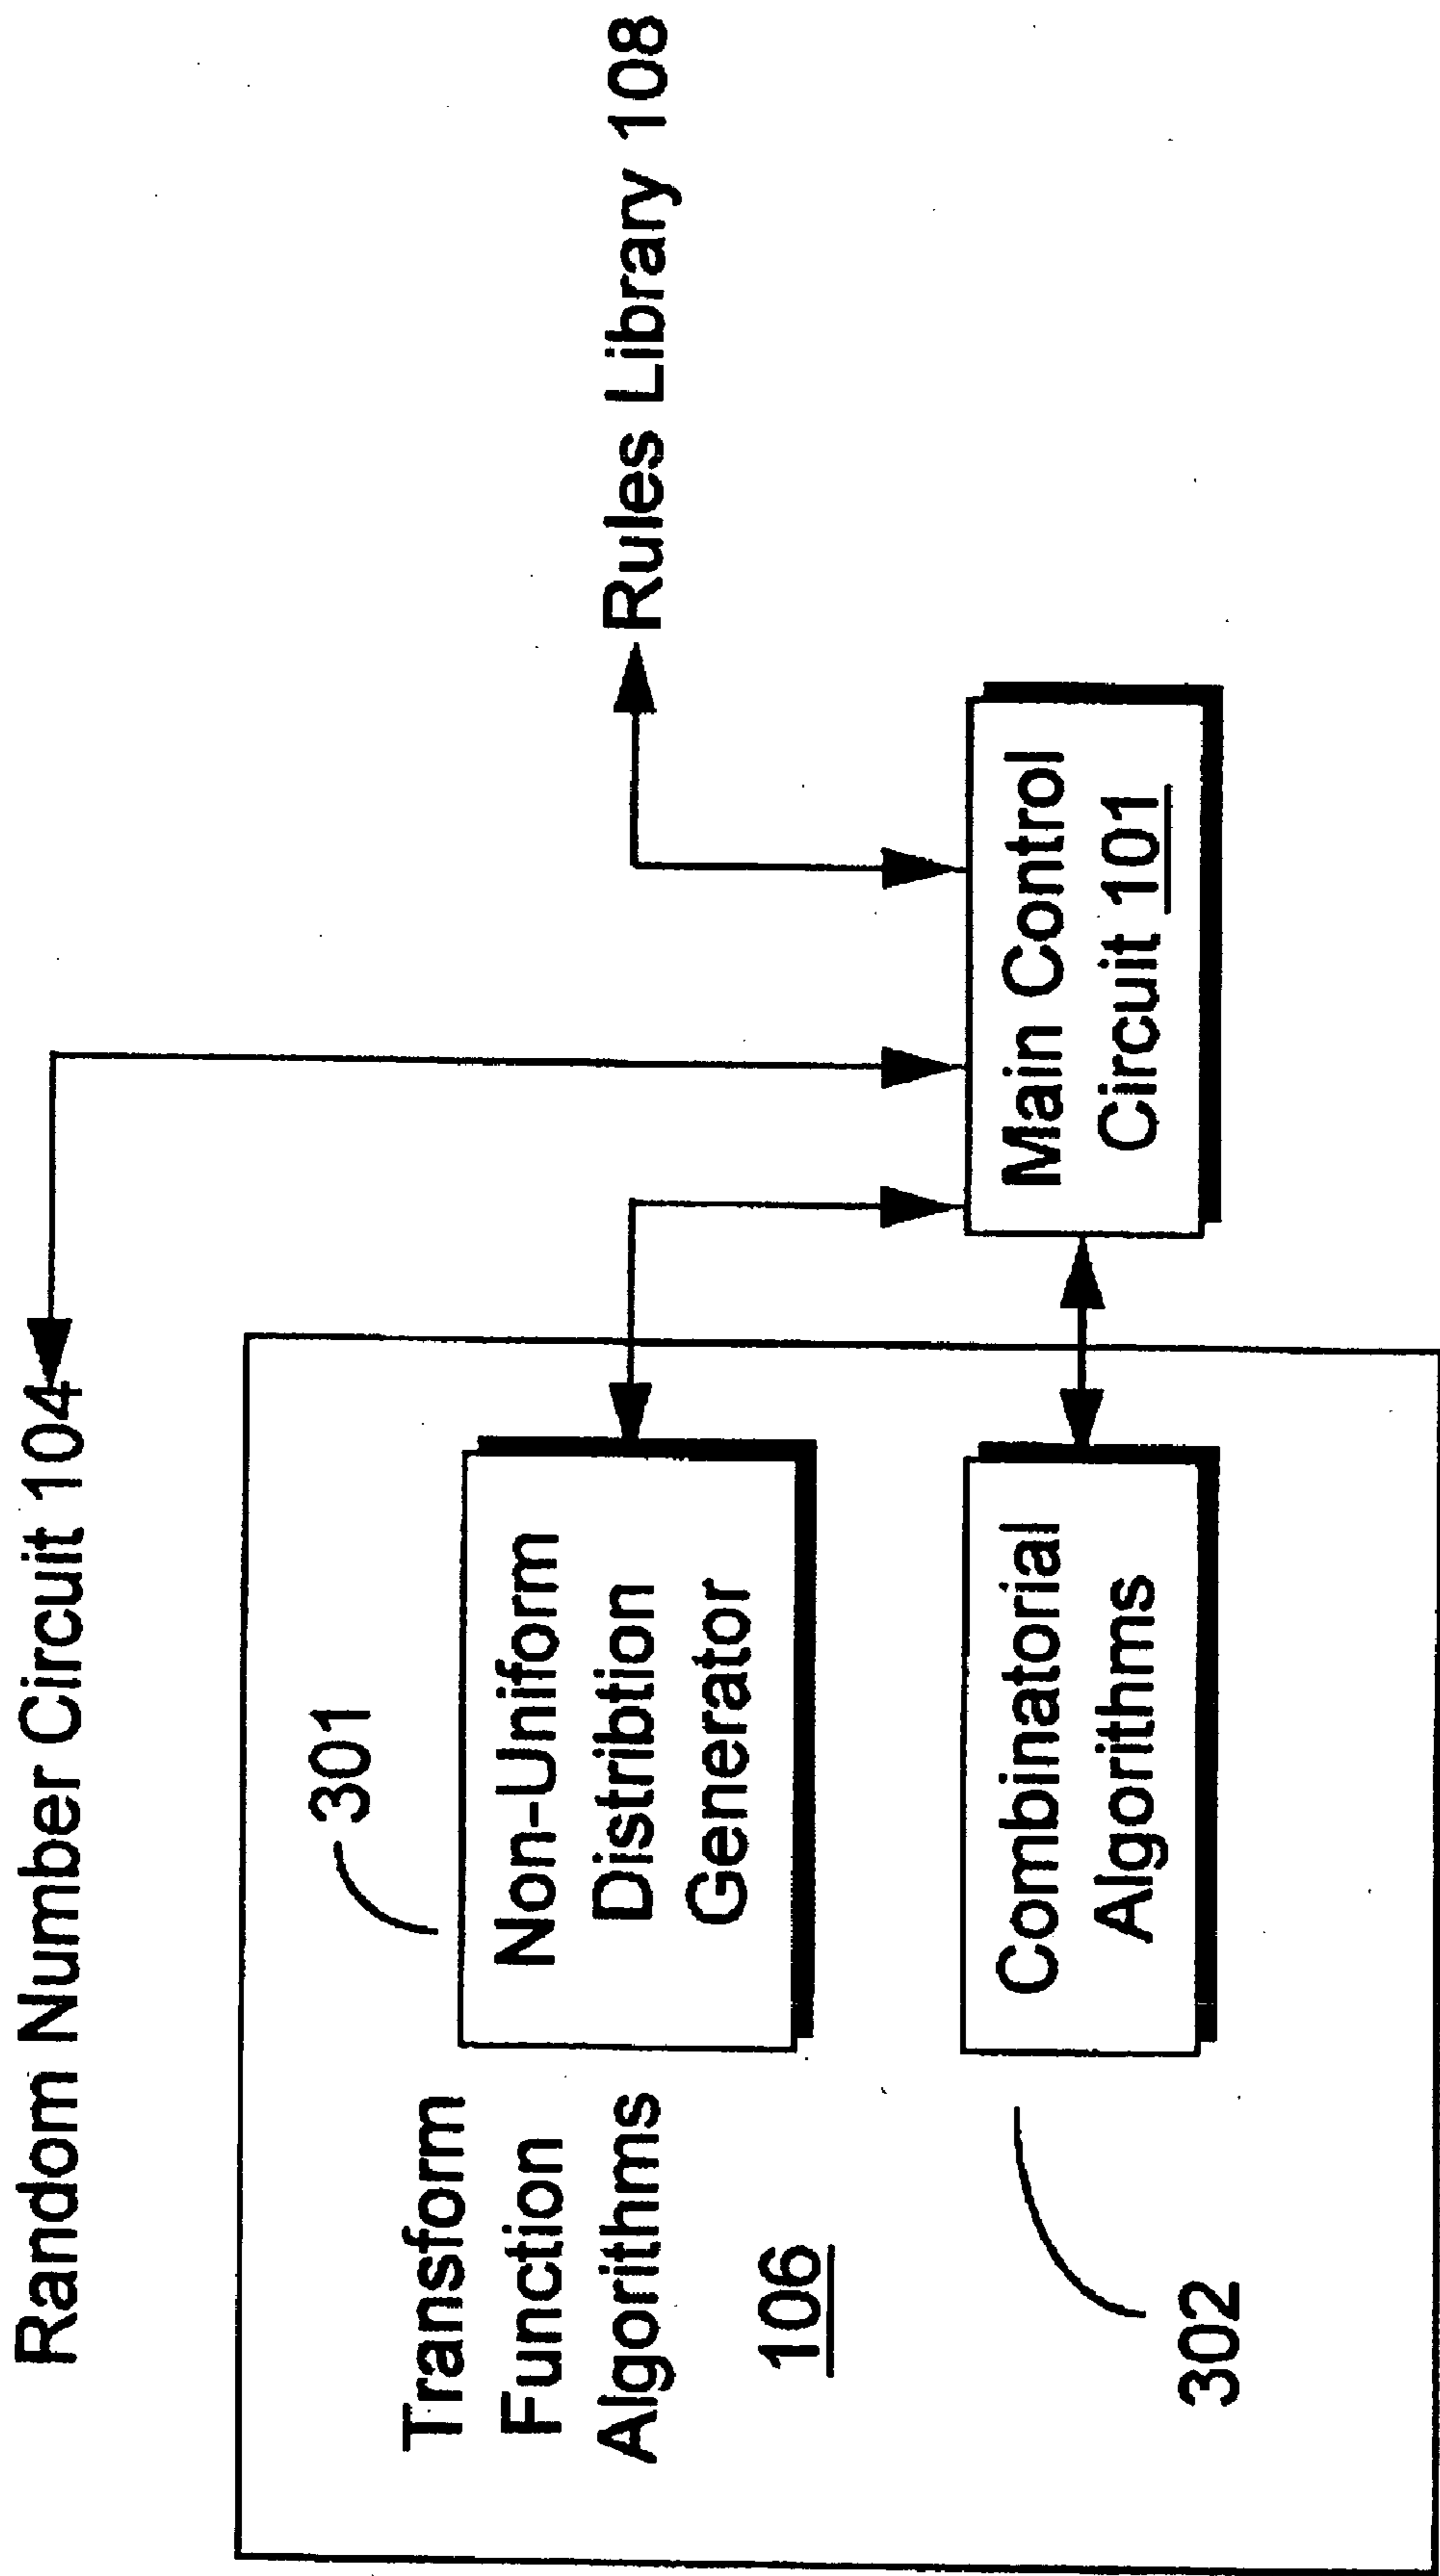 Random Number Circuit 104
Rules Library 108
Transform
Function
Algorithms
106
301
Non-Uniform
Distribtion
Generator
302
Combinatorial
Algorithms
Main Control
Circuit 101